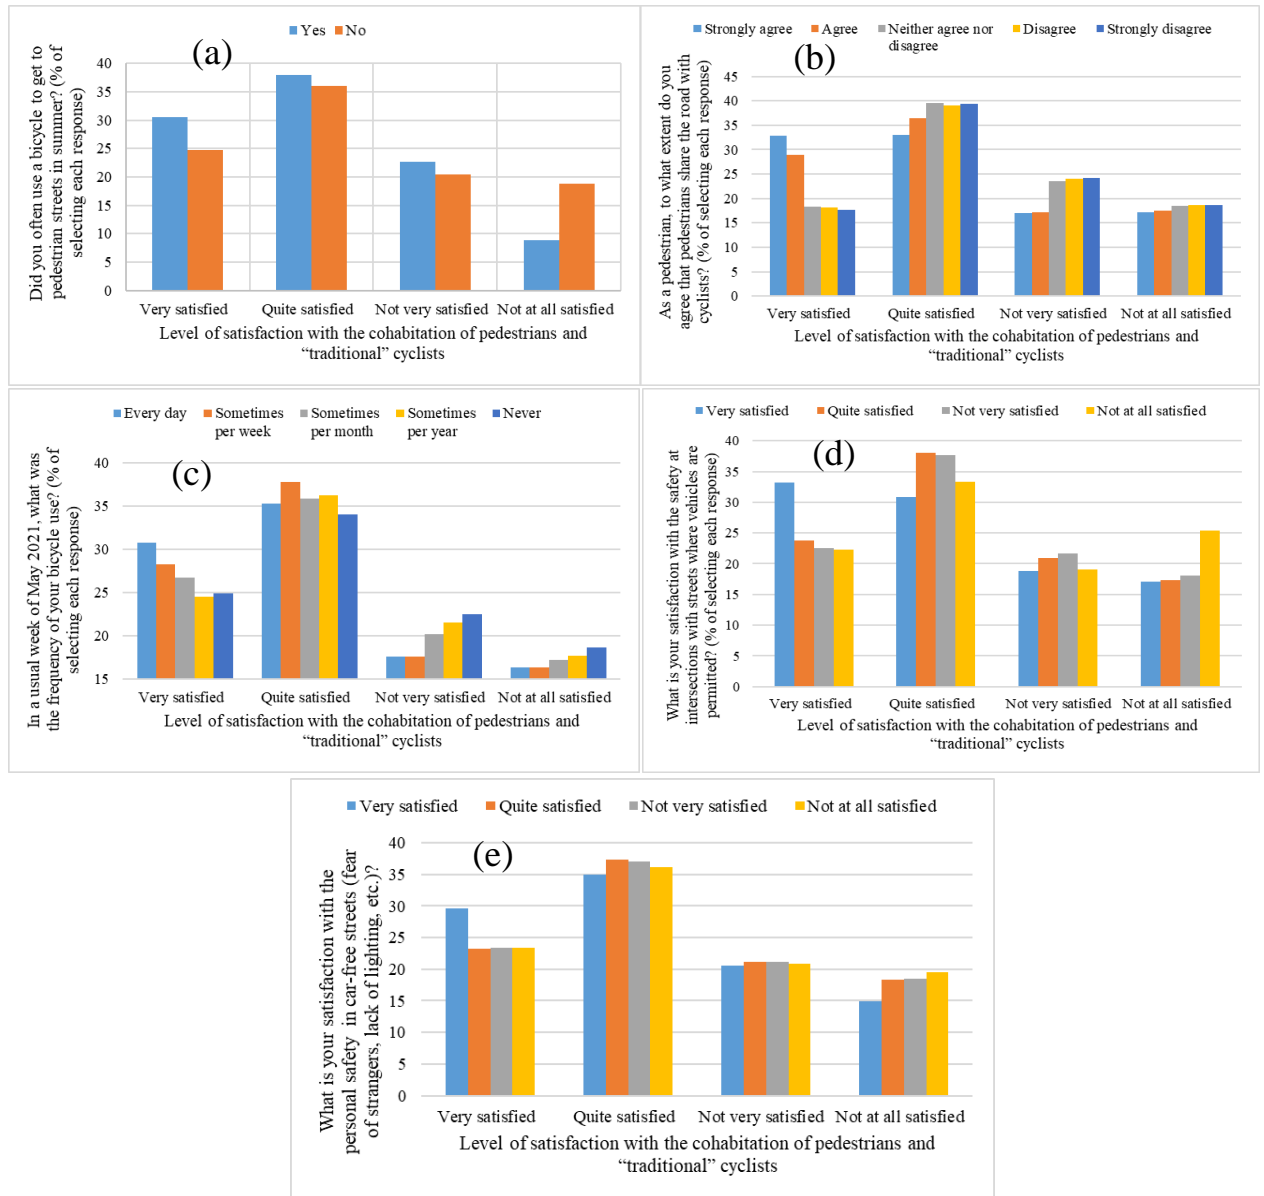 Yes No
(a)
Did you often use a bicycle to get to
pedestrian streets in summer? (% of
selecting each response)
40
35
30
25
20
15
10
5
0
Very satisfied Quite satisfied Not very satisfied Not at all satisfied
Level of satisfaction with the cohabitation of pedestrians and
“traditional” cyclists
Strongly agree Agree Neither agree nor Disagree Strongly disagree
disagree
(b)
As a pedestrian, to what extent do you
agree that pedestrians share the road with
cyclists? (% of selecting each response)
45
40
35
30
25
20
15
10
5
0
Very satisfied Quite satisfied Not very satisfied Not at all satisfied
Level of satisfaction with the cohabitation of pedestrians and
“traditional” cyclists
Every day Sometimes Sometimes Sometimes Never
per week per month per year
(c)
In a usual week of May 2021, what was
the frequency of your bicycle use? (% of
selecting each response)
40
35
30
25
20
15
Very satisfied Quite satisfied Not very satisfied Not at all satisfied
Level of satisfaction with the cohabitation of pedestrians and
“traditional” cyclists
Very satisfied Quite satisfied Not very satisfied Not at all satisfied
(d)
What is your satisfaction with the safety at
intersections with streets where vehicles are
permitted? (% of selecting each response)
40
35
30
25
20
15
10
5
0
Very satisfied Quite satisfied Not very satisfied Not at all satisfied
Level of satisfaction with the cohabitation of pedestrians and
“traditional” cyclists
Very satisfied Quite satisfied Not very satisfied Not at all satisfied
(e)
What is your satisfaction with the
personal safety in car-free streets (fear
of strangers, lack of lighting, etc.)?
40
35
30
25
20
15
10
5
0
Very satisfied Quite satisfied Not very satisfied Not at all satisfied
Level of satisfaction with the cohabitation of pedestrians and
“traditional” cyclists